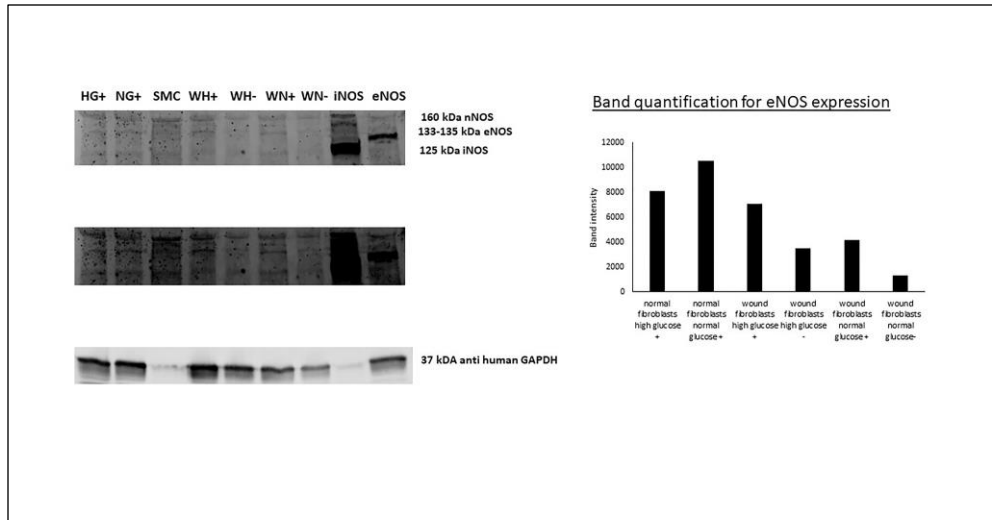 HG+ NG+ SMC WH+ WH- WN+ WN- iNOS eNOS
160 kDa nNOS
133-135 kDa eNOS
125 kDa iNOS
37 kDA anti human GAPDH
Band quantification for eNOS expression
Band intensity
12000
10000
8000
6000
4000
2000
0
normal fibroblasts high glucose +
normal fibroblasts normal glucose+
wound fibroblasts high glucose +
wound fibroblasts high glucose -
wound fibroblasts normal glucose+
wound fibroblasts normal glucose-